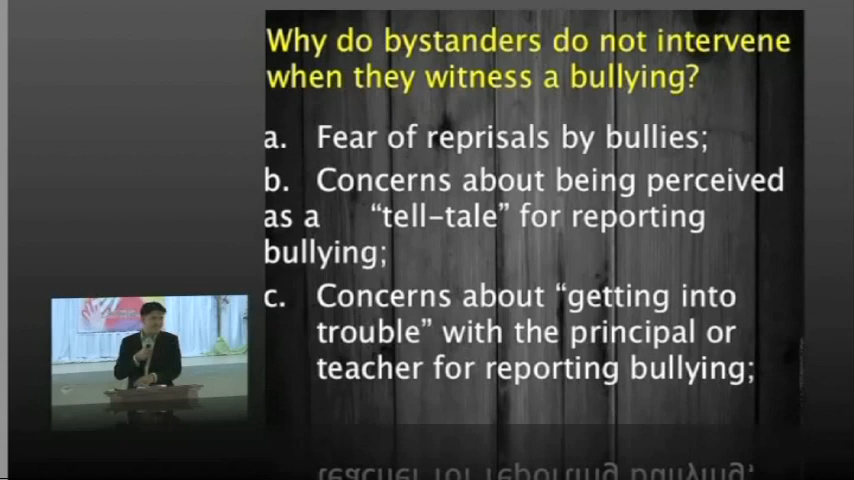 Why do bystanders do not intervene
when they witness a bullying?
a. Fear of reprisals by bullies;
b. Concerns about being perceived
as a “tell-tale” for reporting
bullying;
c. Concerns about “getting into
trouble” with the principal or
teacher for reporting bullying;